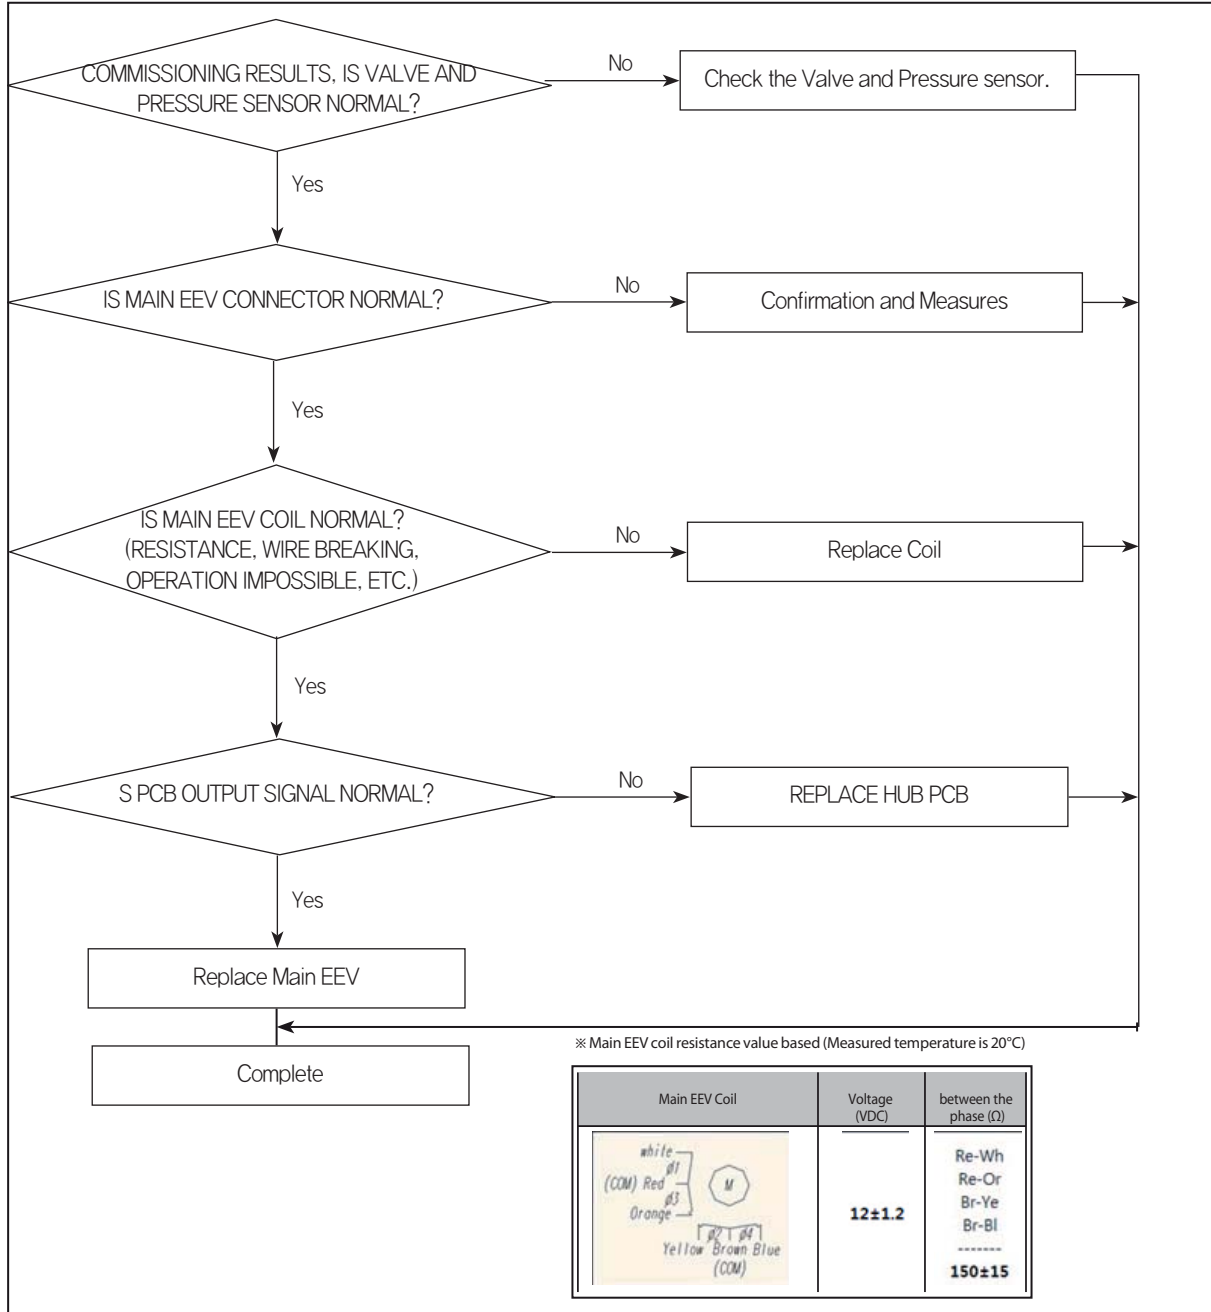 COMMISSIONING RESULTS, IS VALVE AND
PRESSURE SENSOR NORMAL?
No
Check the Valve and Pressure sensor.
Yes
IS MAIN EEV CONNECTOR NORMAL?
No
Confirmation and Measures
Yes
IS MAIN EEV COIL NORMAL?
(RESISTANCE, WIRE BREAKING,
OPERATION IMPOSSIBLE, ETC.)
No
Replace Coil
Yes
S PCB OUTPUT SIGNAL NORMAL?
No
REPLACE HUB PCB
Yes
Replace Main EEV
Complete
※ Main EEV coil resistance value based (Measured temperature is 20°C)
Main EEV Coil
Voltage
(VDC)
between the
phase (Ω)
white
ø1
(COM) Red
ø3
Orange
M
ø2 ø4
Yellow Brown Blue
(COM)
12±1.2
Re-Wh
Re-Or
Br-Ye
Br-Bl
-------
150±15